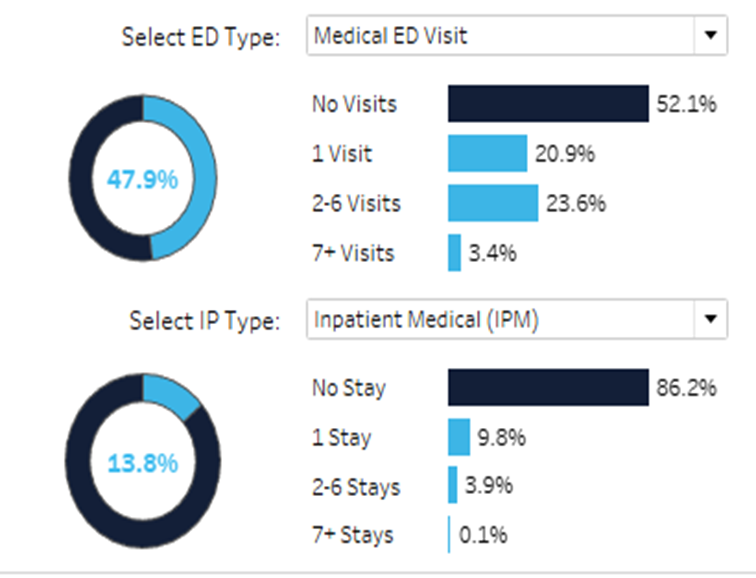 Select ED Type: Medical ED Visit
47.9%
No Visits 52.1%
1 Visit 20.9%
2-6 Visits 23.6%
7+ Visits 3.4%
Select IP Type: Inpatient Medical (IPM)
13.8%
No Stay 86.2%
1 Stay 9.8%
2-6 Stays 3.9%
7+ Stays 0.1%